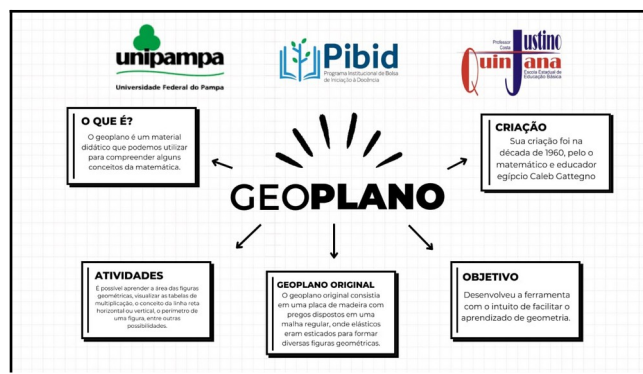 unipampa
Universidade Federal do Pampa
Pibid
Programa Institucional de Bolsa
de Iniciação à Docência
Professor
Costa
Justino
Quintana
Escola Estadual de
Educação Básica
O QUE É?
O geoplano é um material
didático que podemos utilizar
para compreender alguns
conceitos da matemática.
CRIAÇÃO
Sua criação foi na
década de 1960, pelo o
matemático e educador
egípcio Caleb Gattegno
GEOPLANO
ATIVIDADES
É possível aprender a área das figuras
geométricas, visualizar as tabelas de
multiplicação, o conceito da linha reta
horizontal ou vertical, o perímetro de
uma figura, entre outras
possibilidades.
GEOPLANO ORIGINAL
O geoplano original consistia
em uma placa de madeira com
pregos dispostos em uma
malha regular, onde elásticos
eram esticados para formar
diversas figuras geométricas.
OBJETIVO
Desenvolveu a ferramenta
com o intuito de facilitar o
aprendizado de geometria.